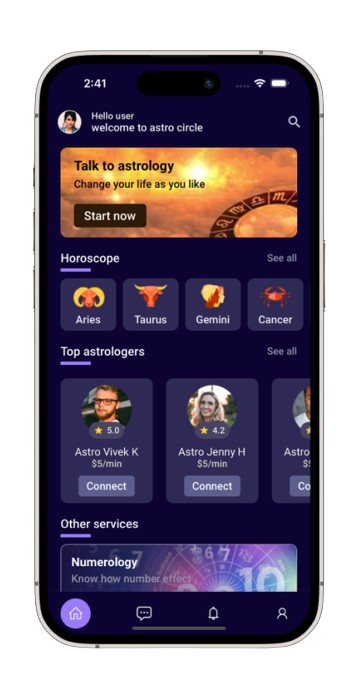 2:41
Hello user
welcome to astro circle
Talk to astrology
Change your life as you like
Start now
Horoscope See all
Aries Taurus Gemini Cancer
Top astrologers See all
5.0 4.2
Astro Vivek K Astro Jenny H Astro
$5/min $5/min
Connect Connect Co
Other services
Numerology
Know how number effect